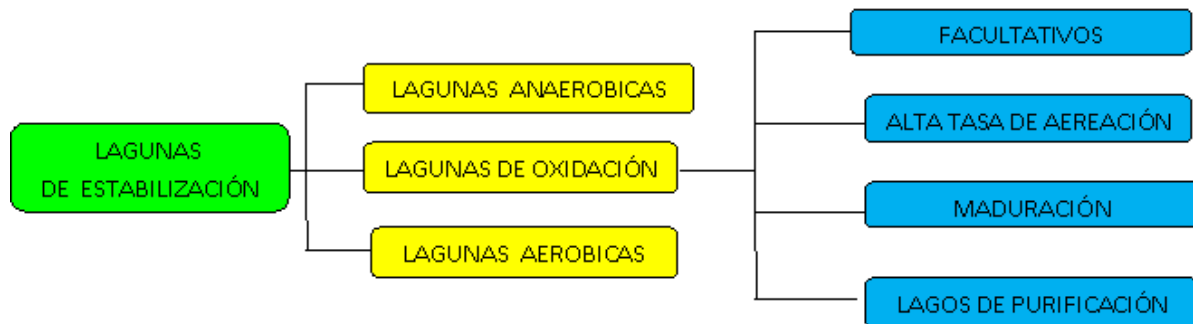 LAGUNAS
DE ESTABILIZACIÓN
LAGUNAS ANAEROBICAS
LAGUNAS DE OXIDACIÓN
LAGUNAS AEROBICAS
FACULTATIVOS
ALTA TASA DE AEREACIÓN
MADURACIÓN
LAGOS DE PURIFICACIÓN